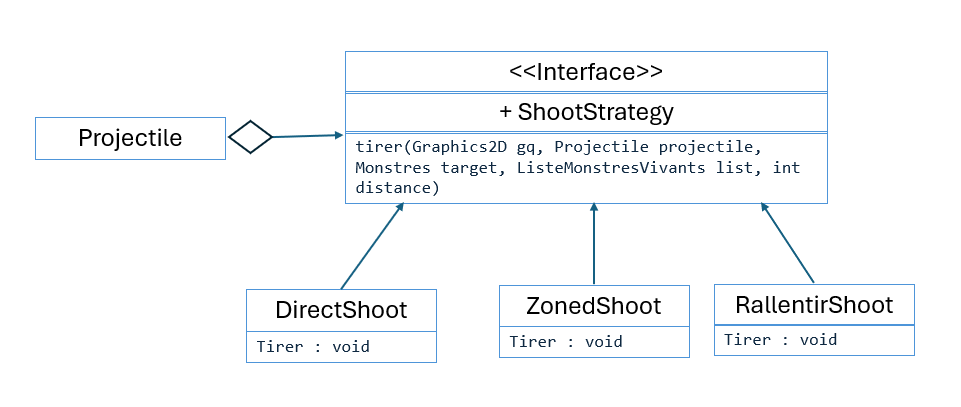 <<Interface>>
+ ShootStrategy
Projectile
tirer(Graphics2D gq, Projectile projectile,
Monstres target, ListeMonstresVivants list, int
distance)
DirectShoot
Tirer : void
ZonedShoot
Tirer : void
RallentirShoot
Tirer : void